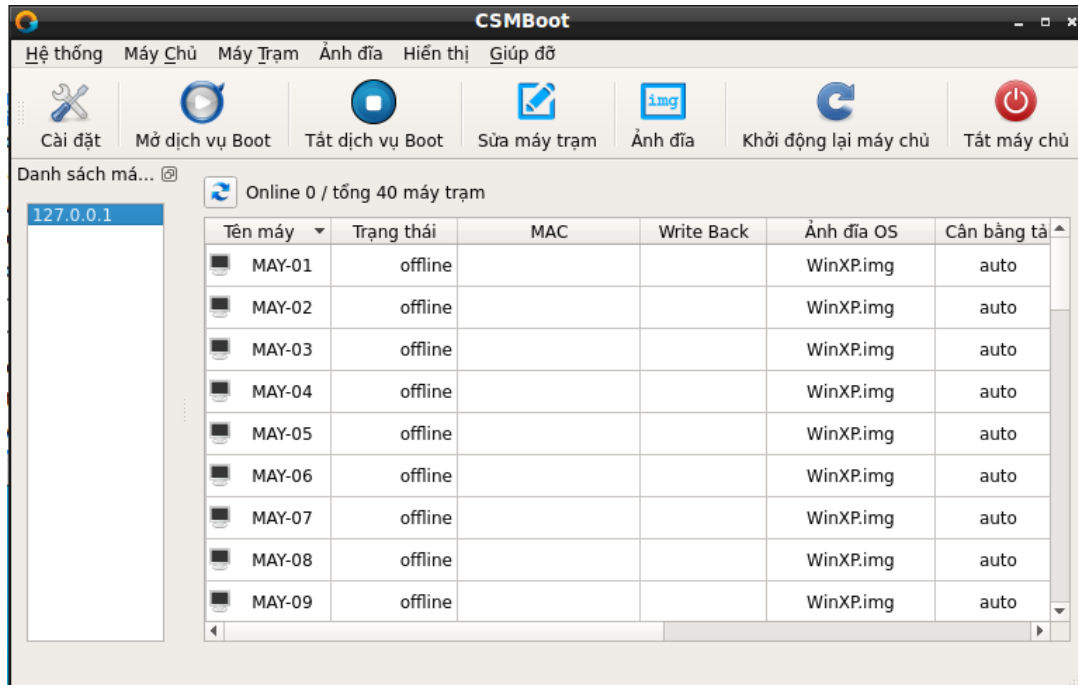 CSMBoot
Hệ thống Máy Chủ Máy Trạm Ảnh đĩa Hiển thị Giúp đỡ
img
Cài đặt Mở dịch vụ Boot Tắt dịch vụ Boot Sửa máy trạm Ảnh đĩa Khởi động lại máy chủ Tắt máy chủ
Danh sách má...
127.0.0.1
Online 0 / tổng 40 máy trạm
Tên máy Trạng thái MAC Write Back Ảnh đĩa OS Cân bằng tả
MAY-01 offline WinXP.img auto
MAY-02 offline WinXP.img auto
MAY-03 offline WinXP.img auto
MAY-04 offline WinXP.img auto
MAY-05 offline WinXP.img auto
MAY-06 offline WinXP.img auto
MAY-07 offline WinXP.img auto
MAY-08 offline WinXP.img auto
MAY-09 offline WinXP.img auto